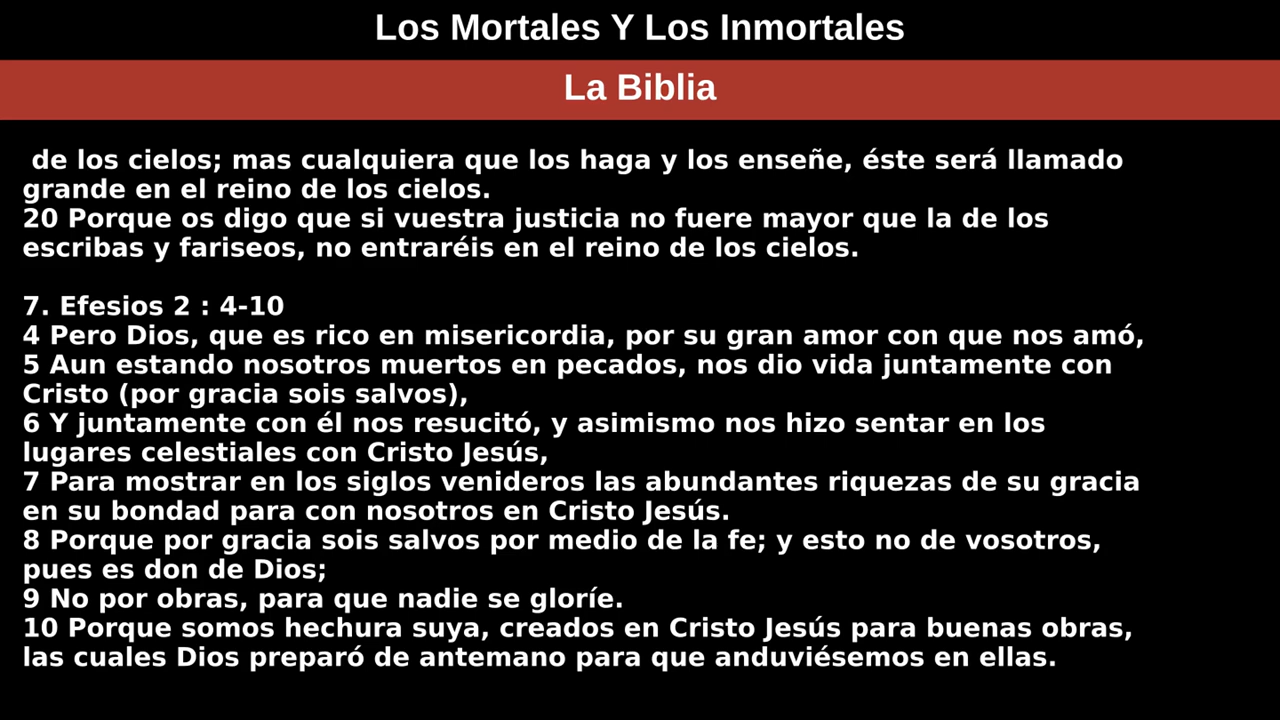 Los Mortales Y Los Inmortales
La Biblia
de los cielos; mas cualquiera que los haga y los enseñe, éste será llamado
grande en el reino de los cielos.
20 Porque os digo que si vuestra justicia no fuere mayor que la de los
escribas y fariseos, no entraréis en el reino de los cielos.
7. Efesios 2 : 4-10
4 Pero Dios, que es rico en misericordia, por su gran amor con que nos amó,
5 Aun estando nosotros muertos en pecados, nos dio vida juntamente con
Cristo (por gracia sois salvos),
6 Y juntamente con él nos resucitó, y asimismo nos hizo sentar en los
lugares celestiales con Cristo Jesús,
7 Para mostrar en los siglos venideros las abundantes riquezas de su gracia
en su bondad para con nosotros en Cristo Jesús.
8 Porque por gracia sois salvos por medio de la fe; y esto no de vosotros,
pues es don de Dios;
9 No por obras, para que nadie se gloríe.
10 Porque somos hechura suya, creados en Cristo Jesús para buenas obras,
las cuales Dios preparó de antemano para que anduviésemos en ellas.